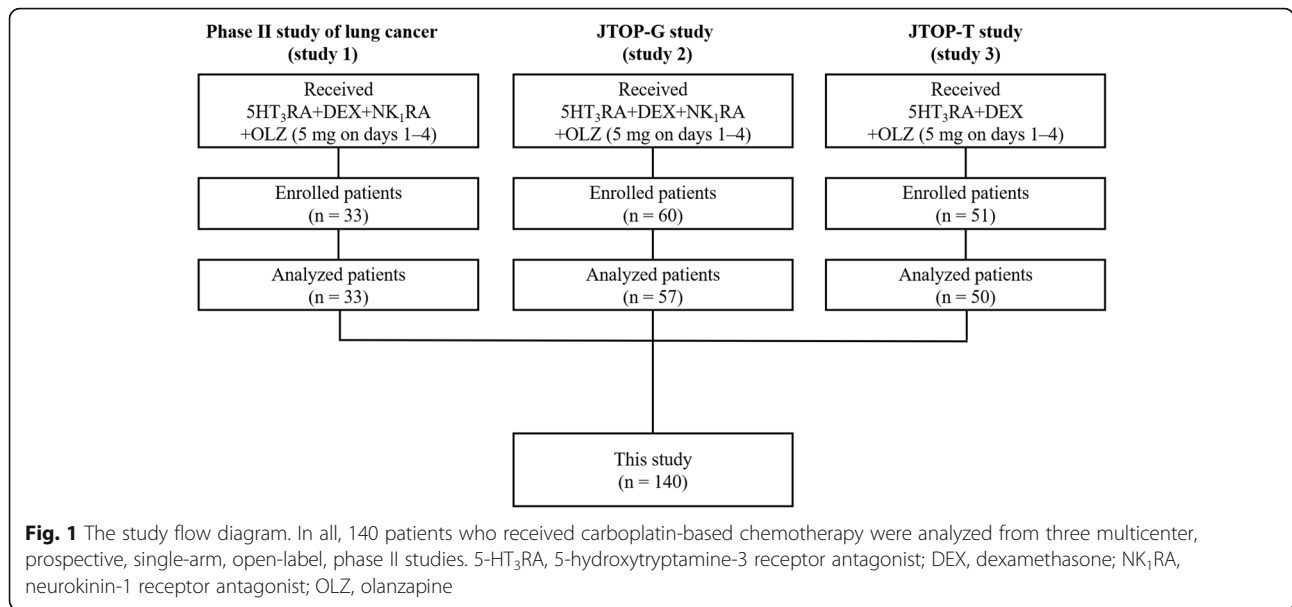 Phase II study of lung cancer
(study 1)
Received
5HT₃RA+DEX+NK₁RA
+OLZ (5 mg on days 1–4)
Enrolled patients
(n = 33)
Analyzed patients
(n = 33)
JTOP-G study
(study 2)
Received
5HT₃RA+DEX+NK₁RA
+OLZ (5 mg on days 1–4)
Enrolled patients
(n = 60)
Analyzed patients
(n = 57)
JTOP-T study
(study 3)
Received
5HT₃RA+DEX
+OLZ (5 mg on days 1–4)
Enrolled patients
(n = 51)
Analyzed patients
(n = 50)
This study
(n = 140)
Fig. 1 The study flow diagram. In all, 140 patients who received carboplatin-based chemotherapy were analyzed from three multicenter,
prospective, single-arm, open-label, phase II studies. 5-HT₃RA, 5-hydroxytryptamine-3 receptor antagonist; DEX, dexamethasone; NK₁RA,
neurokinin-1 receptor antagonist; OLZ, olanzapine